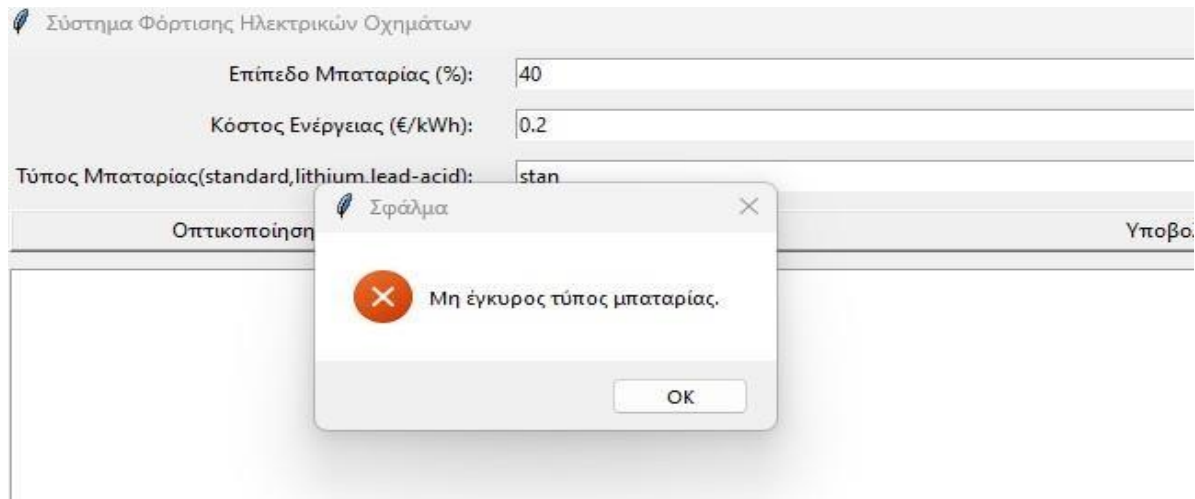 Σύστημα Φόρτισης Ηλεκτρικών Οχημάτων
Επίπεδο Μπαταρίας (%): 40
Κόστος Ενέργειας (€/kWh): 0.2
Τύπος Μπαταρίας(standard,lithium,lead-acid): stan
Οπτικοποίηση Υποβολ
Σφάλμα
Μη έγκυρος τύπος μπαταρίας.
OK